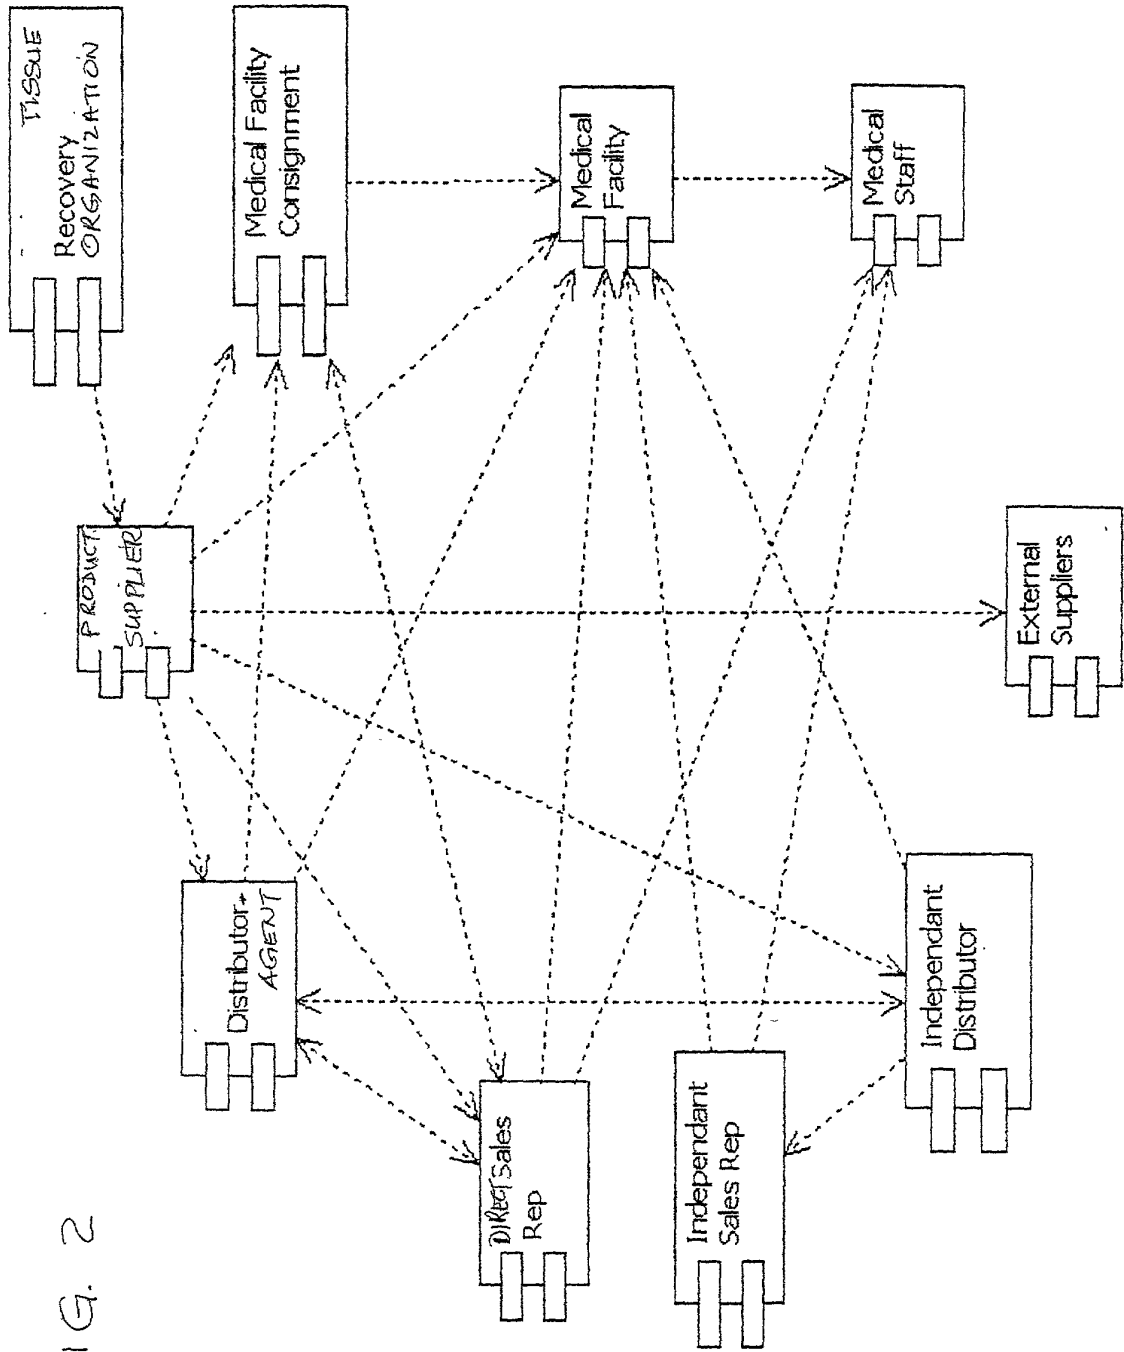 IG. 2
TISSUE
Recovery
ORGANIZATION
PRODUCT
SUPPLIER
Distributor
AGENT
Medical Facility
Consignment
DIRECT Sales
Rep
Medical
Facility
Independant
Sales Rep
Medical
Staff
Independant
Distributor
External
Suppliers